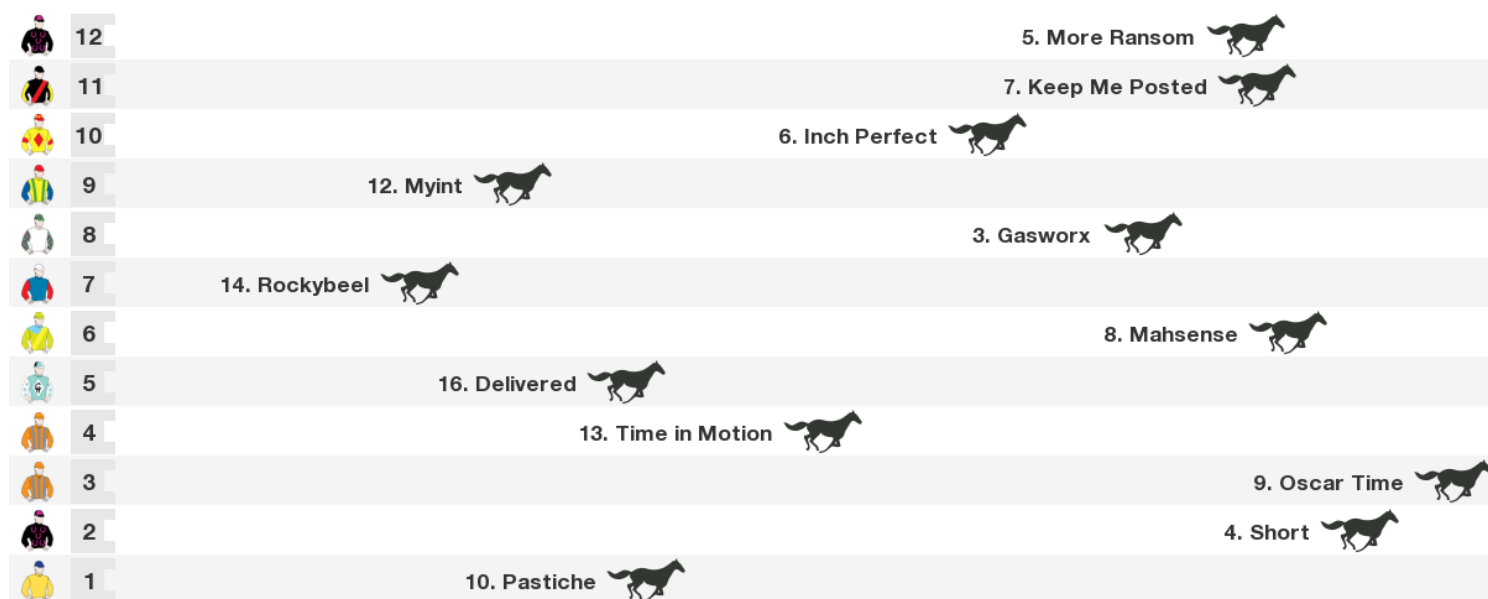 12 5. More Ransom
11 7. Keep Me Posted
10 6. Inch Perfect
9 12. Myint
8 3. Gasworx
7 14. Rockybeel
6 8. Mahsense
5 16. Delivered
4 13. Time in Motion
3 9. Oscar Time
2 4. Short
1 10. Pastiche